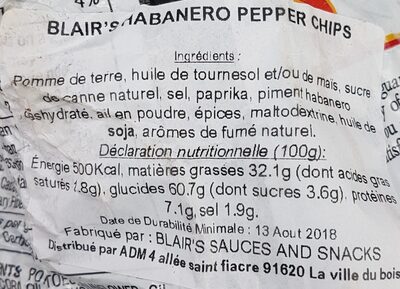 4%
BLAIR'S HABANERO PEPPER CHIPS
Ingrédients :
Pomme de terre, huile de tournesol et/ou de maïs, sucre
de canne naturel, sel, paprika, piment habanero
déshydraté, ail en poudre, épices, maltodextrine, huile de
soja, arômes de fumé naturel.
Déclaration nutritionnelle (100g):
Énergie 500Kcal, matières grasses 32.1g (dont acides gras
saturés 1.8g), glucides 60.7g (dont sucres 3.6g), protéines
7.1g, sel 1.9g.
Date de Durabilité Minimale : 13 Aout 2018
Fabriqué par : BLAIR'S SAUCES AND SNACKS
Distribué par ADM 4 allée saint fiacre 91620 La ville du bois